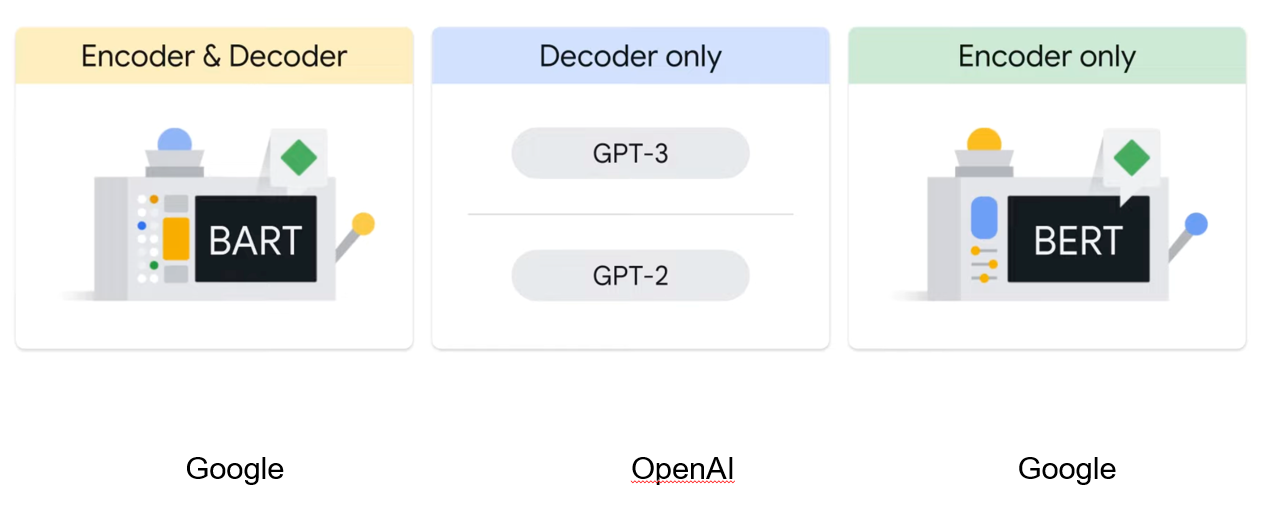 Encoder & Decoder
Decoder only
Encoder only
BART
GPT-3
GPT-2
BERT
Google
OpenAI
Google